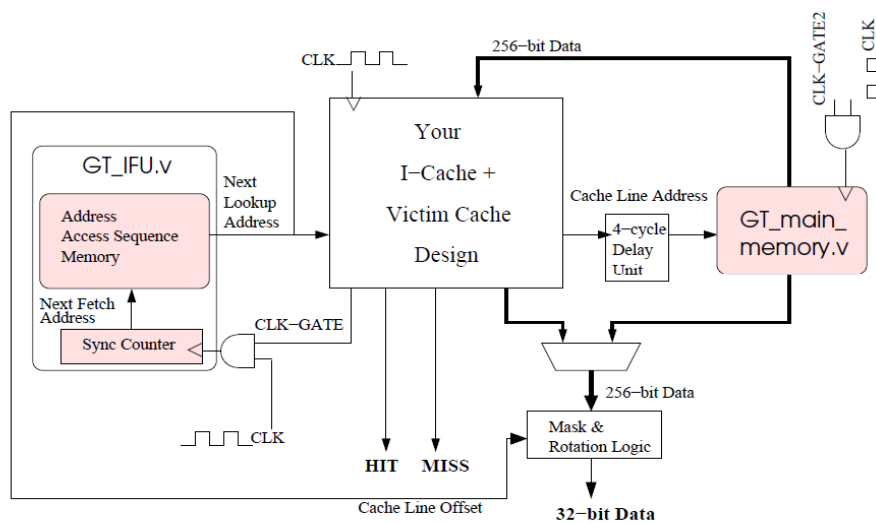 CLK
256−bit Data
CLK−GATE2
CLK
Your
I−Cache +
Victim Cache
Design
GT_IFU.v
Next
Lookup
Address
Address
Access Sequence
Memory
Cache Line Address
4−cycle
Delay
Unit
GT_main_
memory.v
Next Fetch
Address
CLK−GATE
Sync Counter
256−bit Data
CLK
Mask &
Rotation Logic
HIT
MISS
Cache Line Offset
32−bit Data